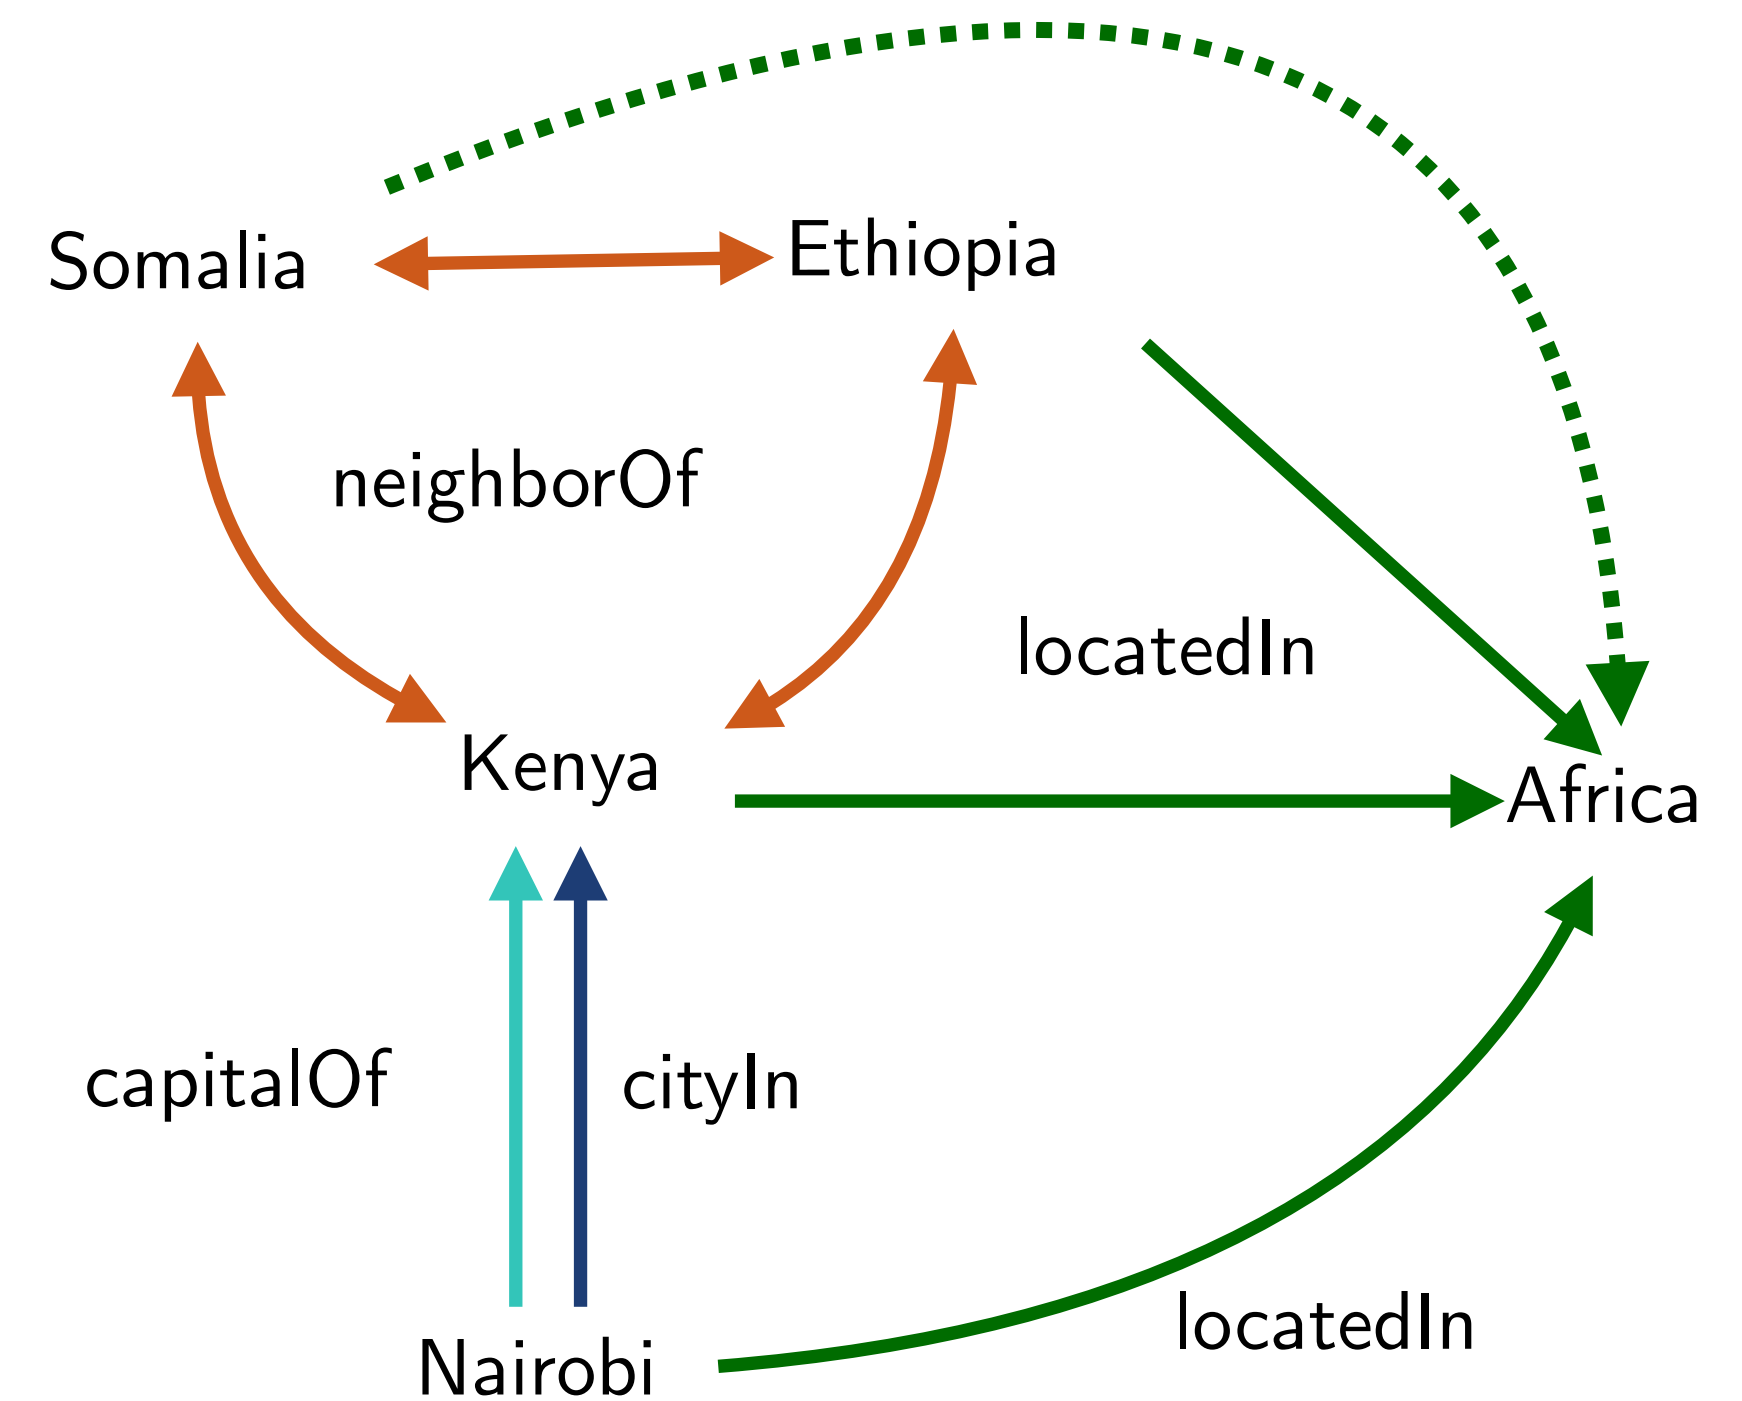 Somalia
Ethiopia
neighborOf
locatedIn
Kenya
Africa
capitalOf
cityIn
locatedIn
Nairobi